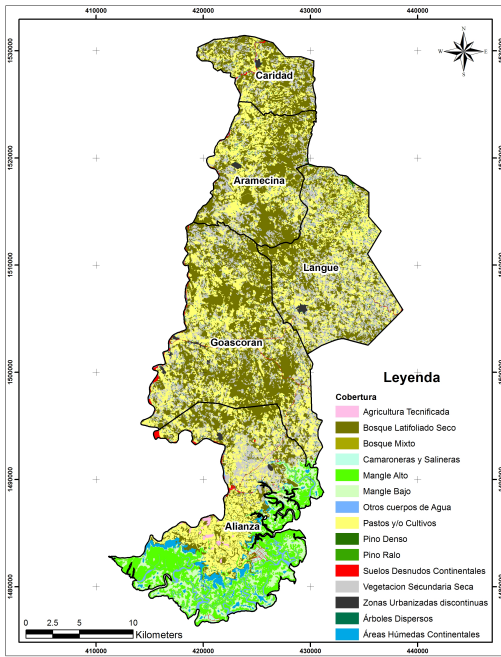 410000 420000 430000 440000
1530000
N
W E
S
Caridad
1520000
Aramecina
1510000
Langue
Goascoran
1500000
Leyenda
Cobertura
Agricultura Tecnificada
Bosque Latifoliado Seco
Bosque Mixto
Camaroneras y Salineras
Mangle Alto
Mangle Bajo
Otros cuerpos de Agua
Pastos y/o Cultivos
Pino Denso
Pino Ralo
Suelos Desnudos Continentales
Vegetacion Secundaria Seca
Zonas Urbanizadas discontinuas
Árboles Dispersos
Áreas Húmedas Continentales
1490000
Alianza
1480000
5 2.5 0 5 10
Kilometers
410000 420000 430000 440000